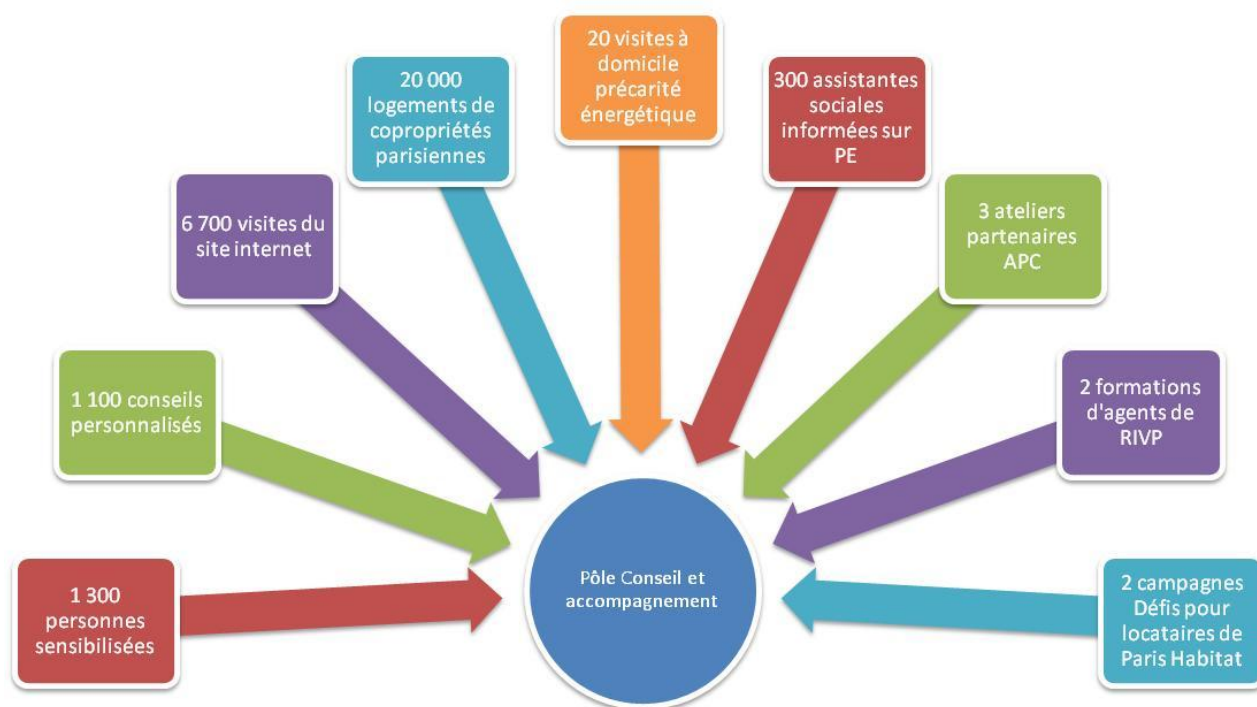 1 300
personnes
sensibilisées
1 100 conseils
personnalisés
6 700 visites du
site internet
20 000
logements de
copropriétés
parisiennes
20 visites à
domicile
précarité
énergétique
300 assistantes
sociales
informées sur
PE
3 ateliers
partenaires
APC
2 formations
d'agents de
RIVP
2 campagnes
Défis pour
locataires de
Paris Habitat
Pôle Conseil et
accompagnement